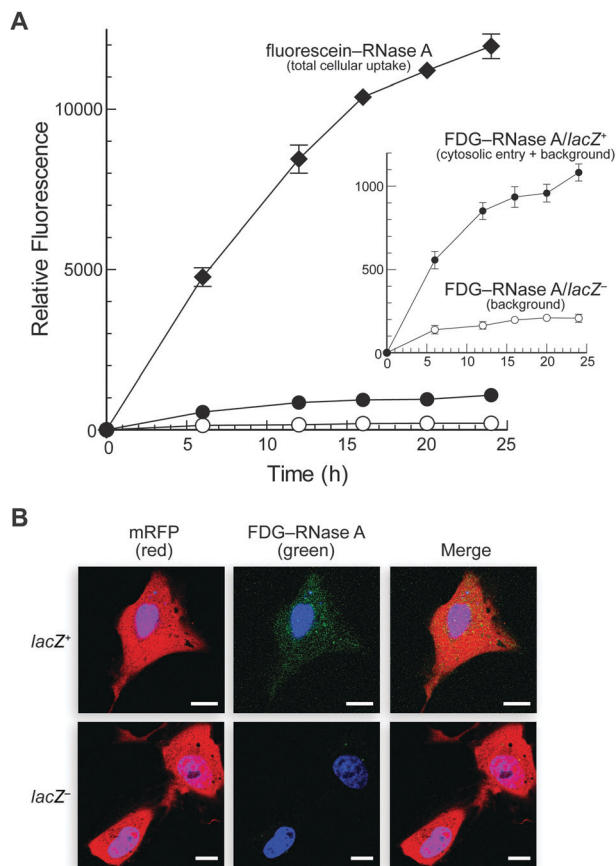 A
fluorescein–RNase A
(total cellular uptake)
10000
5000
0
Relative Fluorescence
0 5 10 15 20 25
Time (h)
FDG–RNase A/lacZ⁺
(cytosolic entry + background)
1000
500
0
FDG–RNase A/lacZ⁻
(background)
0 5 10 15 20 25
B
mRFP
(red)
FDG–RNase A
(green)
Merge
lacZ⁺
lacZ⁻